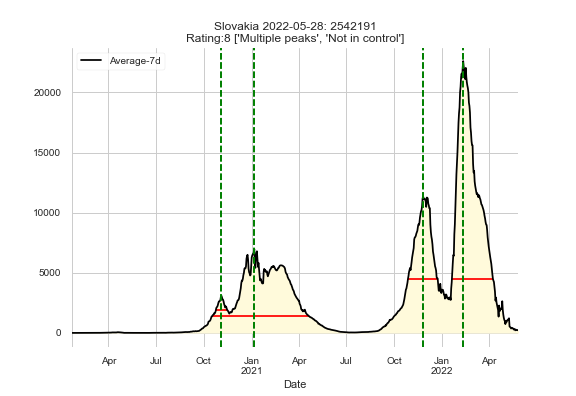 Slovakia 2022-05-28: 2542191
Rating:8 ['Multiple peaks', 'Not in control']
Average-7d
20000
15000
10000
5000
0
Apr Jul Oct Jan Apr Jul Oct Jan Apr
2021 2022
Date